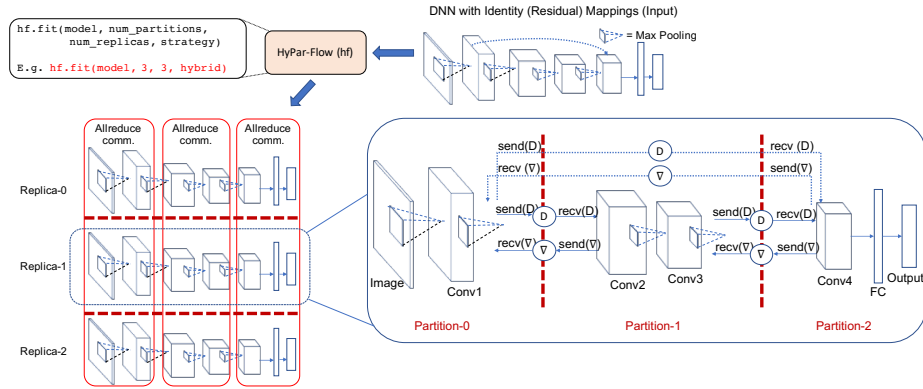 DNN with Identity (Residual) Mappings (Input)
hf.fit(model, num_partitions,
num_replicas, strategy)
E.g. hf.fit(model, 3, 3, hybrid)
HyPar-Flow (hf)
= Max Pooling
Allreduce comm.
Allreduce comm.
Allreduce comm.
Replica-0
Replica-1
Replica-2
send(D)
D
recv (D)
recv (∇)
∇
send(∇)
send(D)
D
recv(D)
send(D)
D
recv(D)
recv(∇)
∇
send(∇)
recv(∇)
∇
send(∇)
Image
Conv1
Conv2
Conv3
Conv4
FC
Output
Partition-0
Partition-1
Partition-2